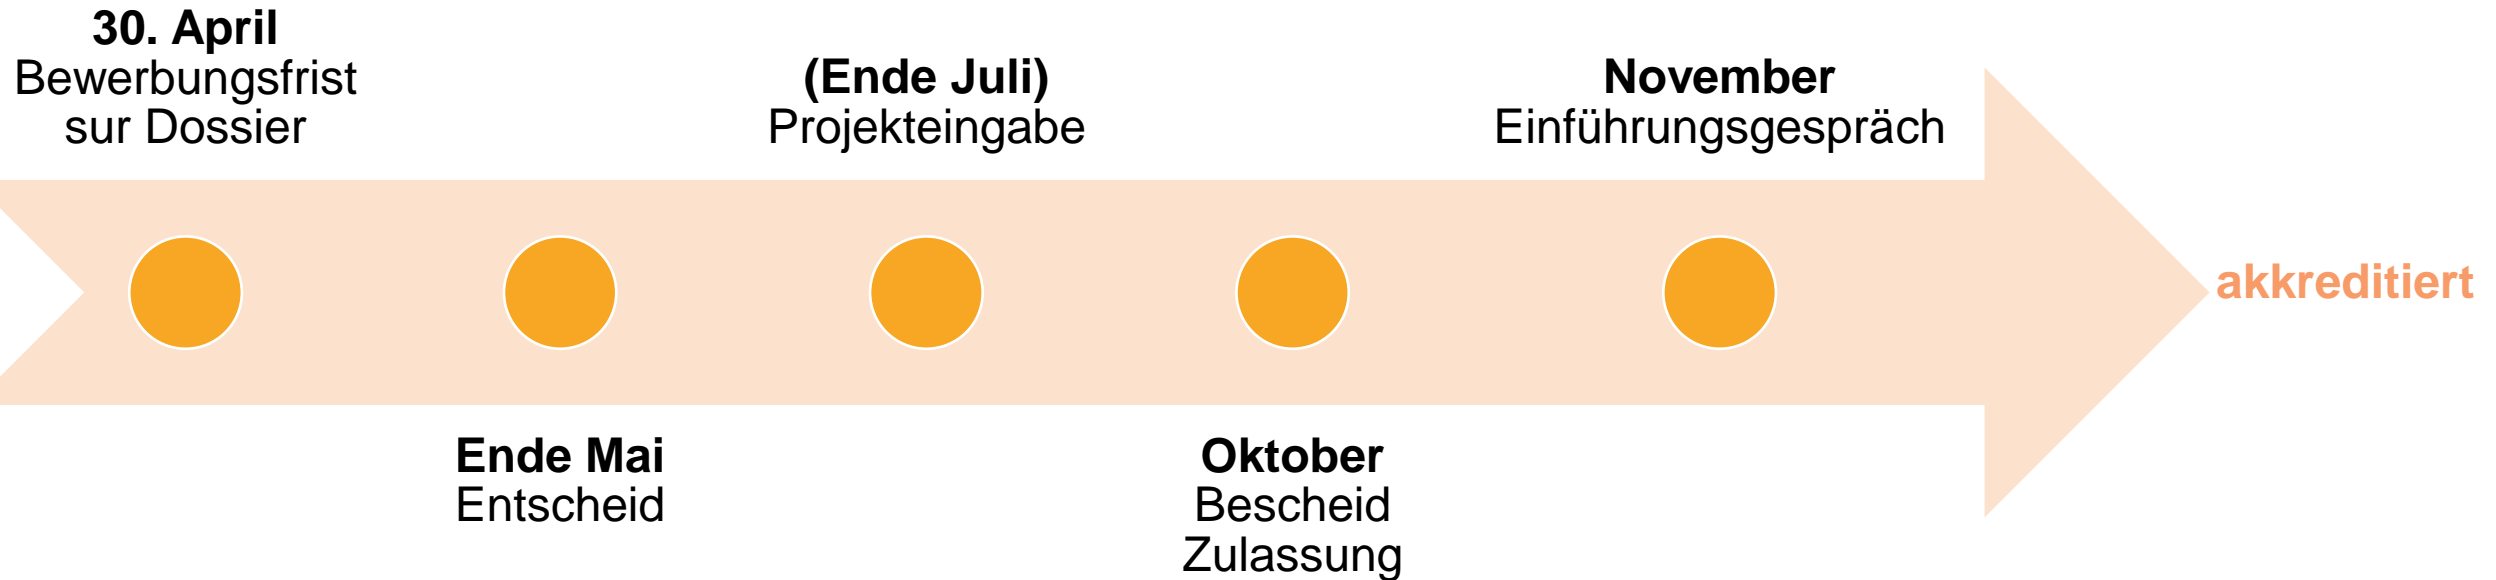 30. April
Bewerbungsfrist
sur Dossier
Ende Mai
Entscheid
(Ende Juli)
Projekteingabe
Oktober
Bescheid
Zulassung
November
Einführungsgespräch
akkreditiert